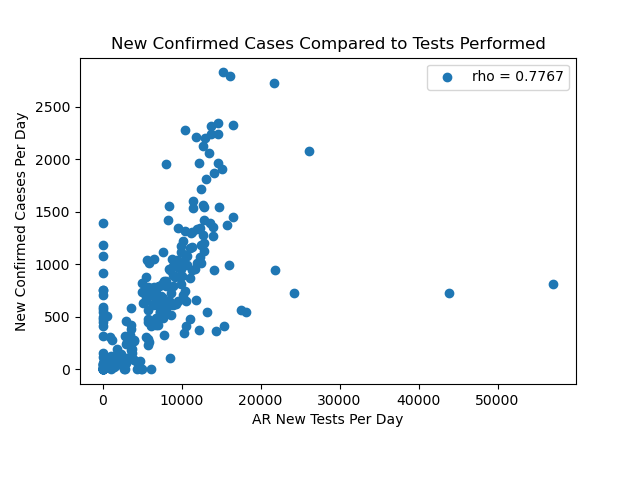 New Confirmed Cases Compared to Tests Performed
rho = 0.7767
New Confirmed Caeses Per Day
2500
2000
1500
1000
500
0
0 10000 20000 30000 40000 50000
AR New Tests Per Day